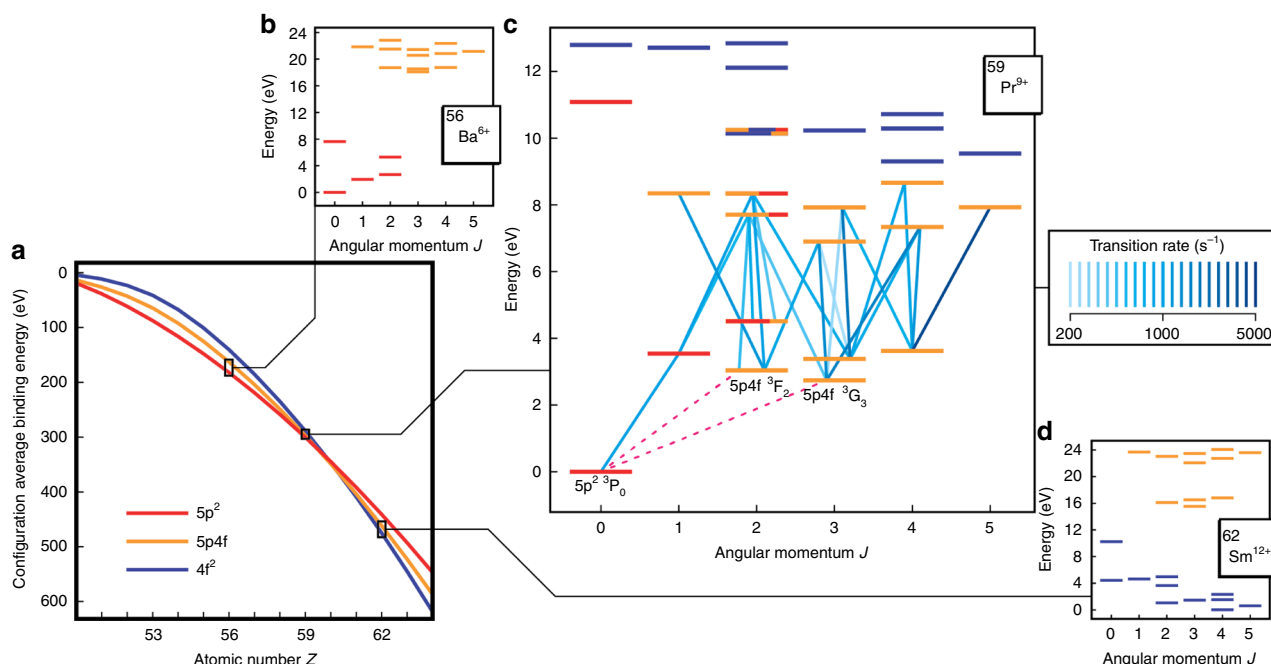 b
24
20
16
12
8
4
0
Energy (eV)
56
Ba6+
0 1 2 3 4 5
Angular momentum J
c
12
10
8
6
4
2
0
Energy (eV)
59
Pr9+
5p4f 3F2
5p4f 3G3
5p2 3P0
0 1 2 3 4 5
Angular momentum J
Transition rate (s−1)
200 1000 5000
a
0
100
200
300
400
500
600
Configuration average binding energy (eV)
5p2
5p4f
4f2
53 56 59 62
Atomic number Z
d
24
20
16
12
8
4
0
Energy (eV)
62
Sm12+
0 1 2 3 4 5
Angular momentum J